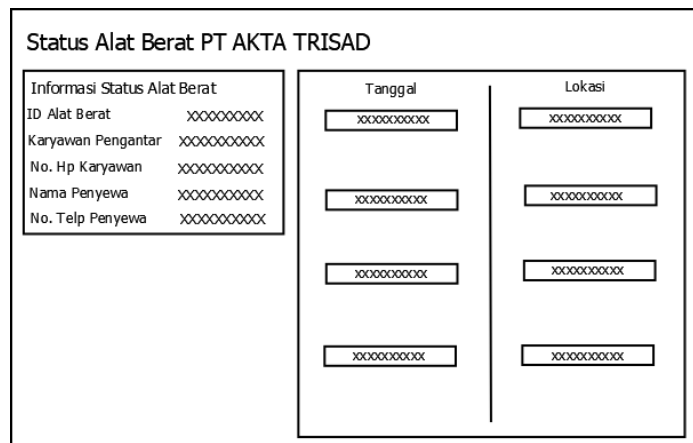 Status Alat Berat PT AKTA TRISAD
Informasi Status Alat Berat
ID Alat Berat XXXXXXXXX
Karyawan Pengantar XXXXXXXXXX
No. Hp Karyawan XXXXXXXXXX
Nama Penyewa XXXXXXXXXX
No. Telp Penyewa XXXXXXXXXX
Tanggal Lokasi
XXXXXXXXXX XXXXXXXXXX
XXXXXXXXXX XXXXXXXXXX
XXXXXXXXXX XXXXXXXXXX
XXXXXXXXXX XXXXXXXXXX